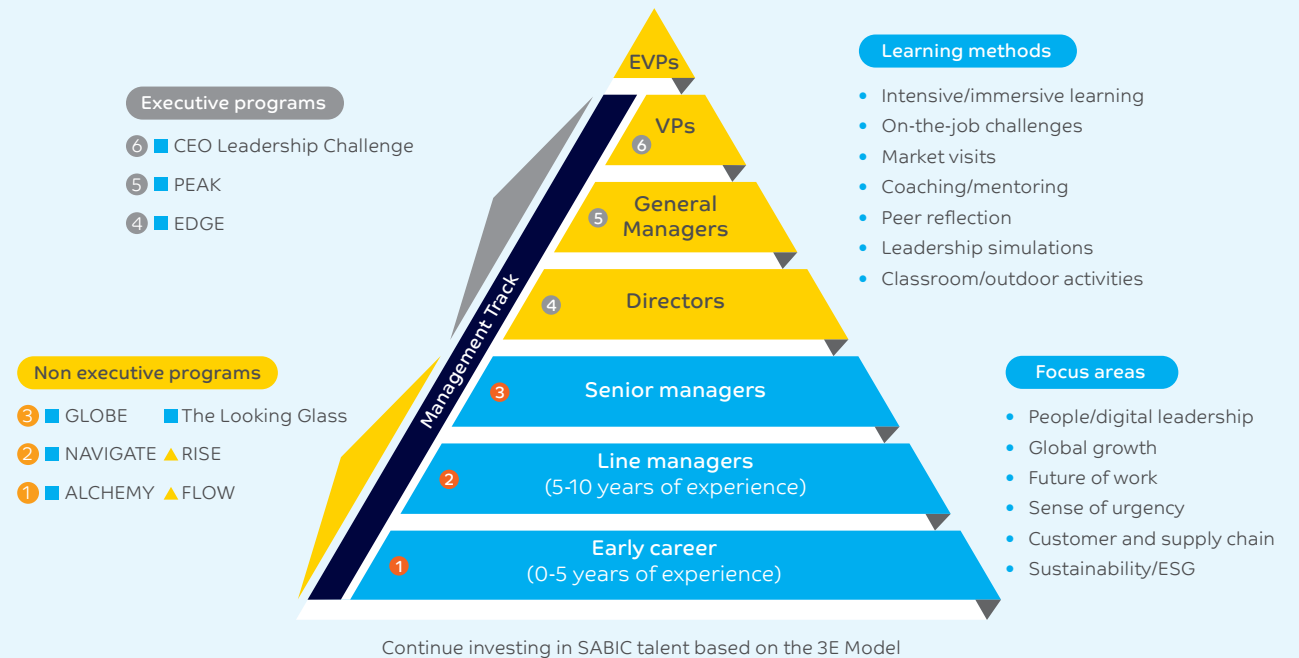 EVPs
VPs
6
General
Managers
5
Directors
4
Senior managers
3
Line managers
(5-10 years of experience)
2
Early career
(0-5 years of experience)
1
Management Track
Executive programs
6 CEO Leadership Challenge
5 PEAK
4 EDGE
Non executive programs
3 GLOBE The Looking Glass
2 NAVIGATE RISE
1 ALCHEMY FLOW
Learning methods
• Intensive/immersive learning
• On-the-job challenges
• Market visits
• Coaching/mentoring
• Peer reflection
• Leadership simulations
• Classroom/outdoor activities
Focus areas
• People/digital leadership
• Global growth
• Future of work
• Sense of urgency
• Customer and supply chain
• Sustainability/ESG
Continue investing in SABIC talent based on the 3E Model